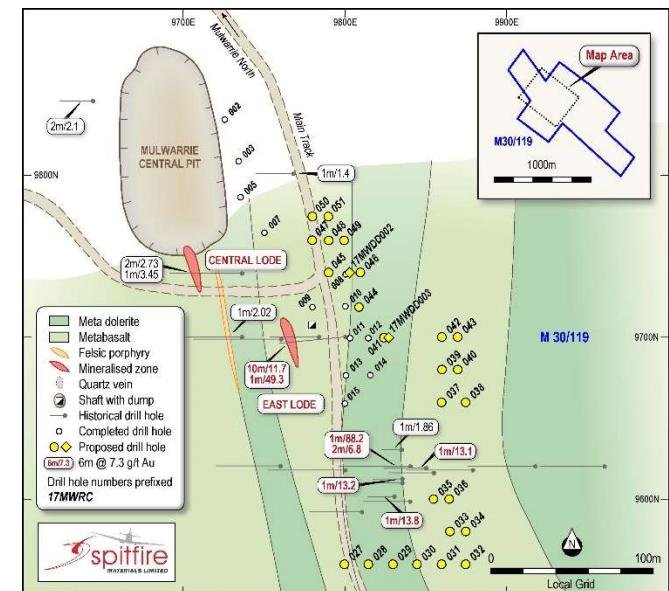 9700E
9800E
9900E
Mulwarrie North
Main Track
Map Area
M30/119
1000m
2m/2.1
002
MULWARRIE
CENTRAL PIT
003
9800N
1m/1.4
005
050
051
007
047
048
049
17MWDD002
2m/2.73
1m/3.45
CENTRAL LODE
045
008
046
009
010
044
1m/2.02
17MWDD003
011
012
041
042
043
M 30/119
9700N
10m/11.7
1m/49.3
013
014
039
040
EAST LODE
015
037
038
1m/1.86
1m/88.2
2m/6.8
1m/13.1
1m/13.2
035
036
9600N
1m/13.8
033
034
027
028
029
030
031
032
Meta dolerite
Metabasalt
Felsic porphyry
Mineralised zone
Quartz vein
Shaft with dump
Historical drill hole
Completed drill hole
Proposed drill hole
6m/7.3 6m @ 7.3 g/t Au
Drill hole numbers prefixed
17MWRC
spitfire
MATERIALS LIMITED
N
0 100m
Local Grid